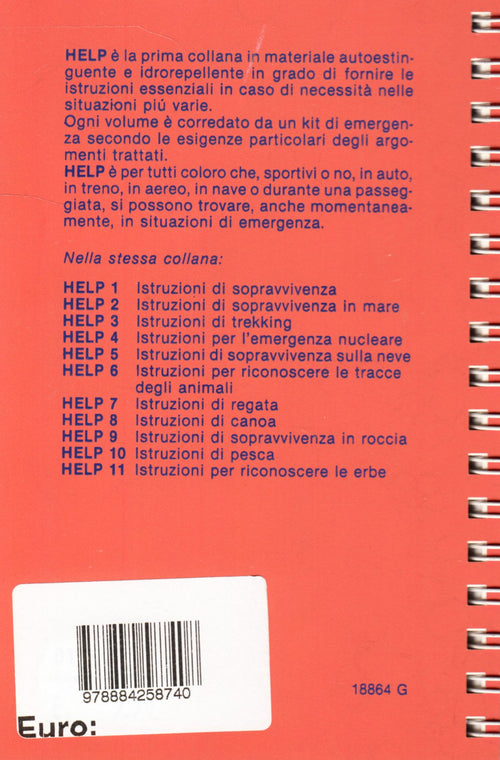 HELP è la prima collana in materiale autoestin-
guente e idrorepellente in grado di fornire le
istruzioni essenziali in caso di necessità nelle
situazioni piú varie.
Ogni volume è corredato da un kit di emergen-
za secondo le esigenze particolari degli argo-
menti trattati.
HELP è per tutti coloro che, sportivi o no, in auto,
in treno, in aereo, in nave o durante una passeg-
giata, si possono trovare, anche momentanea-
mente, in situazioni di emergenza.
Nella stessa collana:
HELP 1 Istruzioni di sopravvivenza
HELP 2 Istruzioni di sopravvivenza in mare
HELP 3 Istruzioni di trekking
HELP 4 Istruzioni per l'emergenza nucleare
HELP 5 Istruzioni di sopravvivenza sulla neve
HELP 6 Istruzioni per riconoscere le tracce
degli animali
HELP 7 Istruzioni di regata
HELP 8 Istruzioni di canoa
HELP 9 Istruzioni di sopravvivenza in roccia
HELP 10 Istruzioni di pesca
HELP 11 Istruzioni per riconoscere le erbe
978884258740
18864 G
Euro: